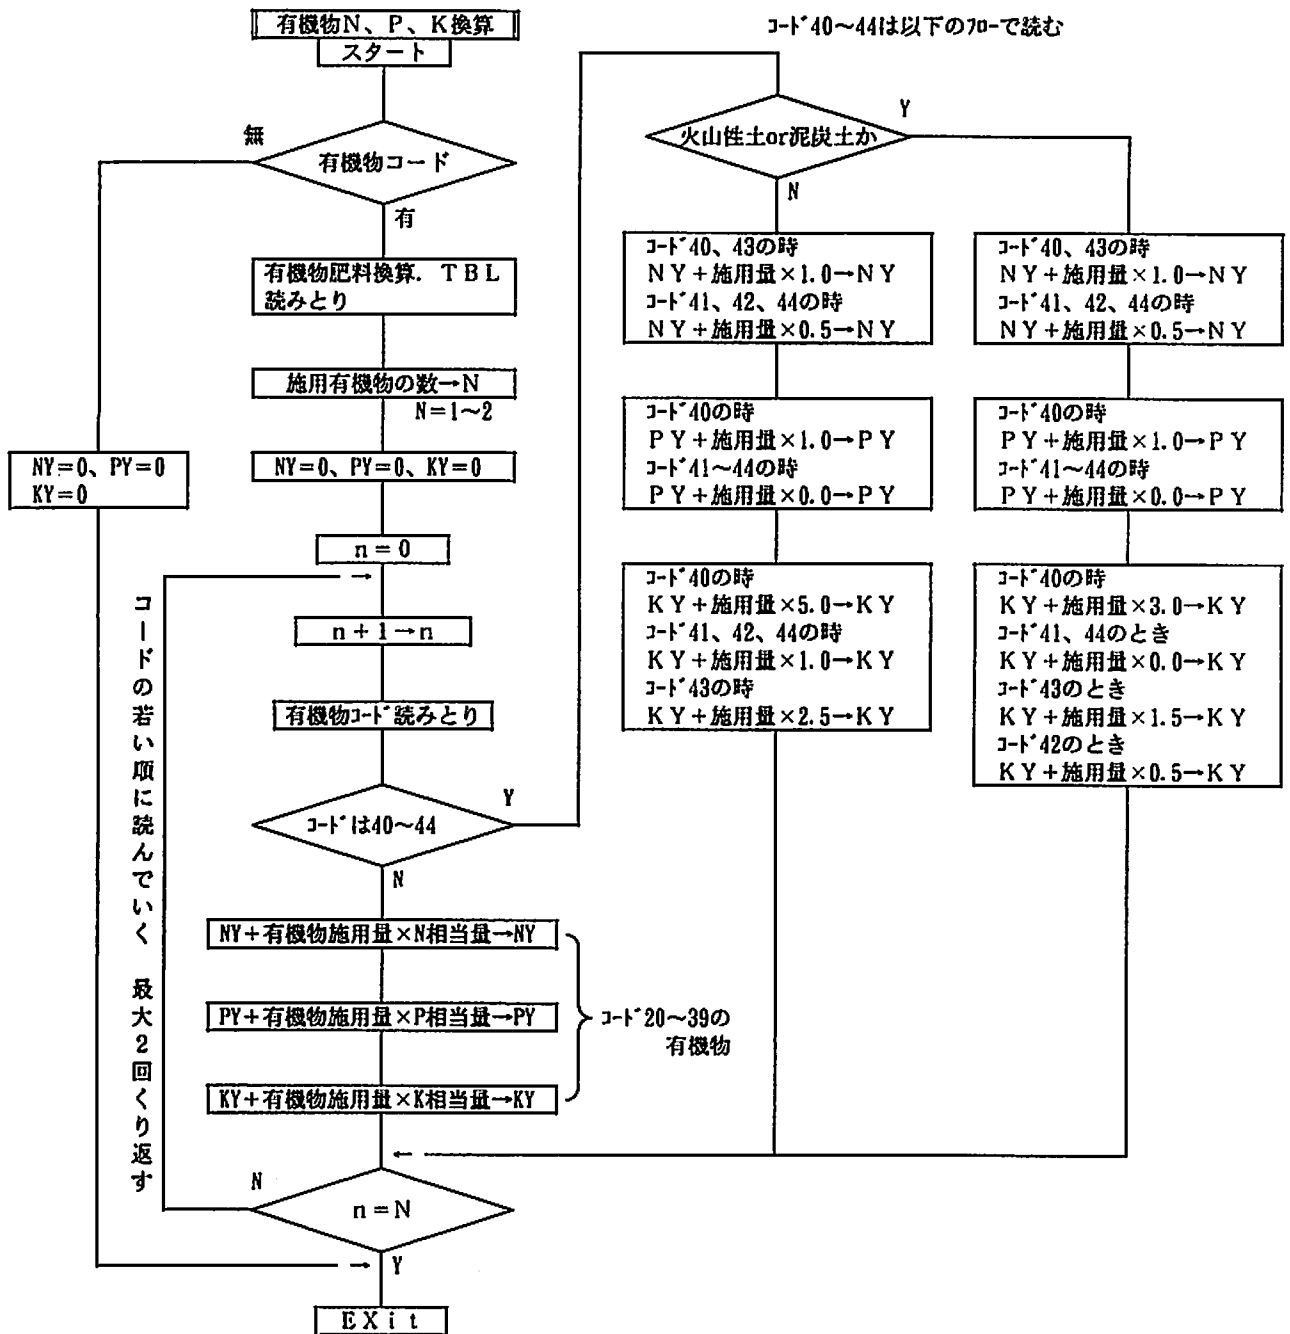 有機物N、P、K換算
スタート
無
有機物コード
有
有機物肥料換算. TBL
読みとり
施用有機物の数→N
N=1~2
NY=0、PY=0
KY=0
NY=0、PY=0、KY=0
n=0
→
n+1→n
有機物ｺｰﾄﾞ読みとり
Y
ｺｰﾄﾞは40~44
N
NY+有機物施用量×N相当量→NY
PY+有機物施用量×P相当量→PY
KY+有機物施用量×K相当量→KY
ｺｰﾄﾞ20~39の
有機物
←
N
n=N
→
Y
EXit
コードの若い順に読んでいく 最大2回くり返す
ｺｰﾄﾞ40~44は以下のﾌﾛｰで読む
火山性土or泥炭土か
Y
N
ｺｰﾄﾞ40、43の時
NY+施用量×1.0→NY
ｺｰﾄﾞ41、42、44の時
NY+施用量×0.5→NY
ｺｰﾄﾞ40の時
PY+施用量×1.0→PY
ｺｰﾄﾞ41~44の時
PY+施用量×0.0→PY
ｺｰﾄﾞ40の時
KY+施用量×5.0→KY
ｺｰﾄﾞ41、42、44の時
KY+施用量×1.0→KY
ｺｰﾄﾞ43の時
KY+施用量×2.5→KY
ｺｰﾄﾞ40、43の時
NY+施用量×1.0→NY
ｺｰﾄﾞ41、42、44の時
NY+施用量×0.5→NY
ｺｰﾄﾞ40の時
PY+施用量×1.0→PY
ｺｰﾄﾞ41~44の時
PY+施用量×0.0→PY
ｺｰﾄﾞ40の時
KY+施用量×3.0→KY
ｺｰﾄﾞ41、44のとき
KY+施用量×0.0→KY
ｺｰﾄﾞ43のとき
KY+施用量×1.5→KY
ｺｰﾄﾞ42のとき
KY+施用量×0.5→KY